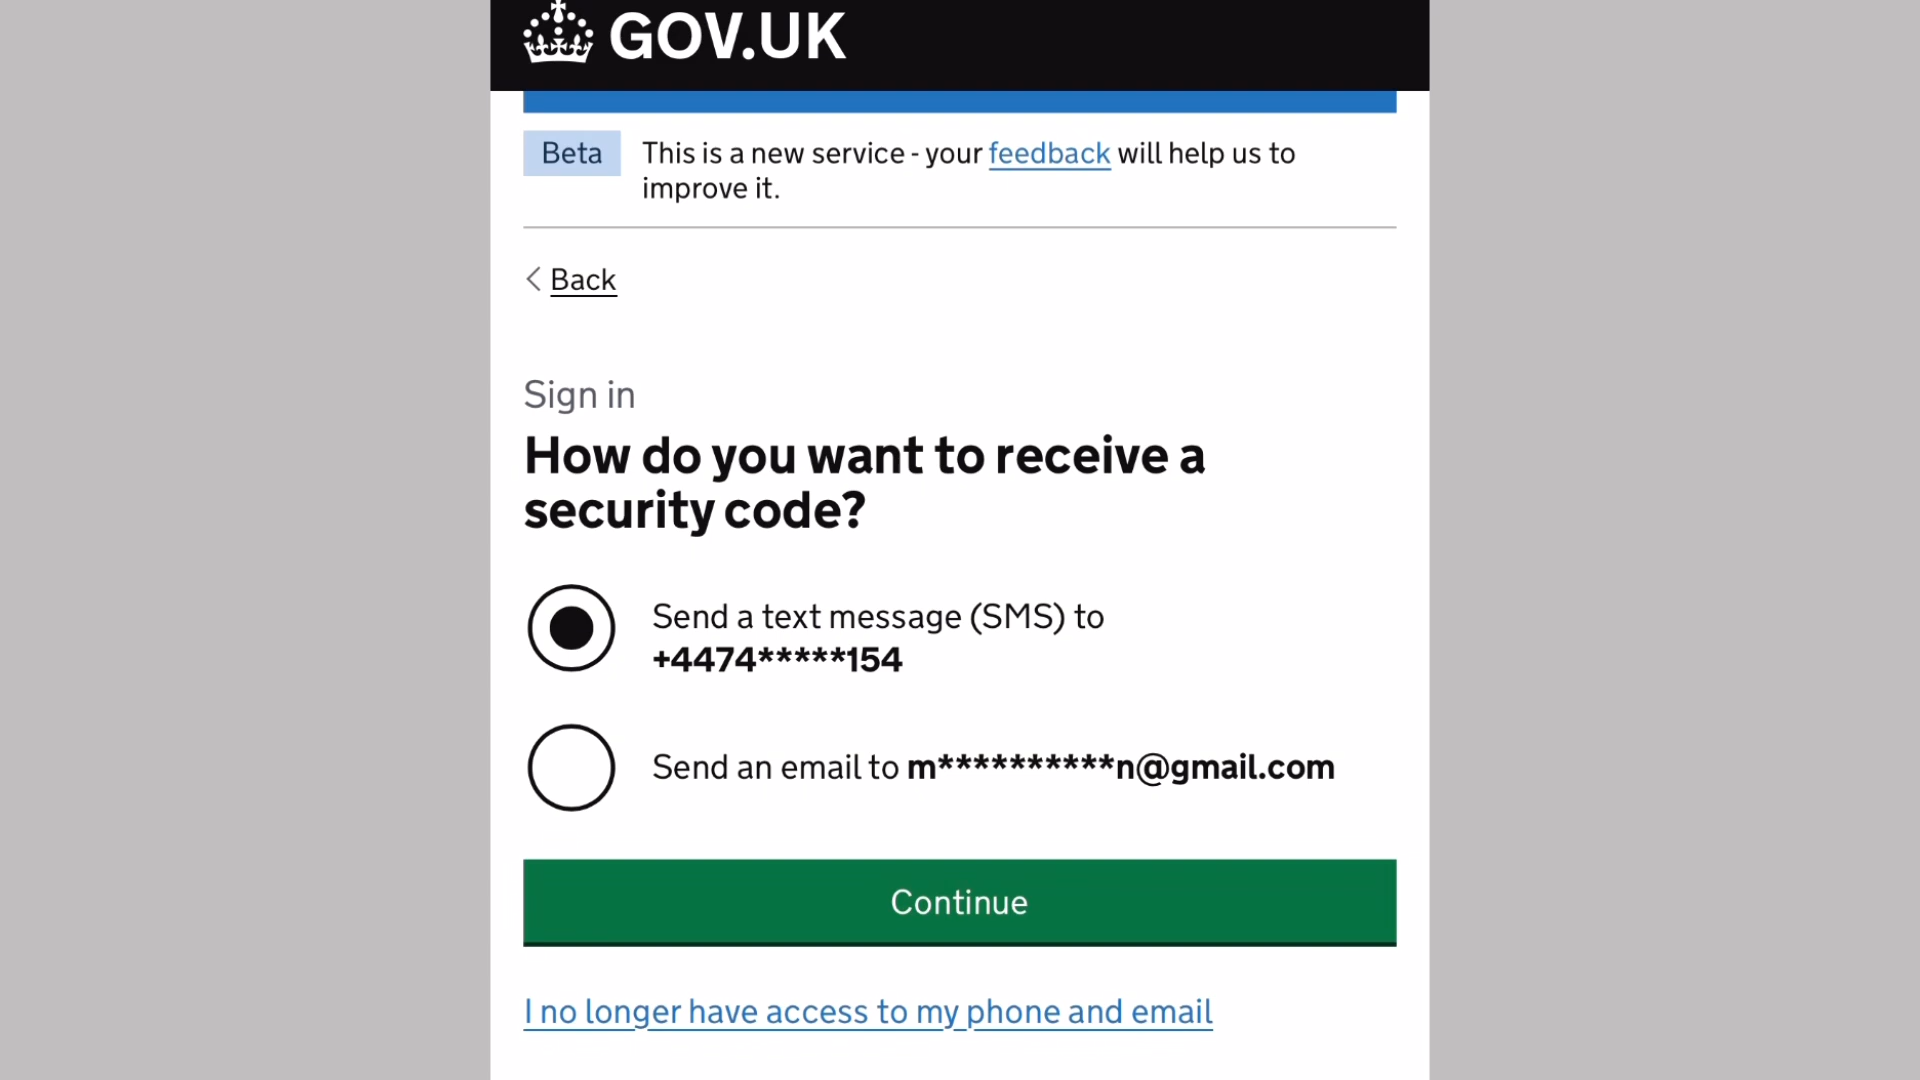 GOV.UK
Beta
This is a new service - your feedback will help us to
improve it.
Back
Sign in
How do you want to receive a
security code?
Send a text message (SMS) to
+4474*****154
Send an email to m**********n@gmail.com
Continue
I no longer have access to my phone and email